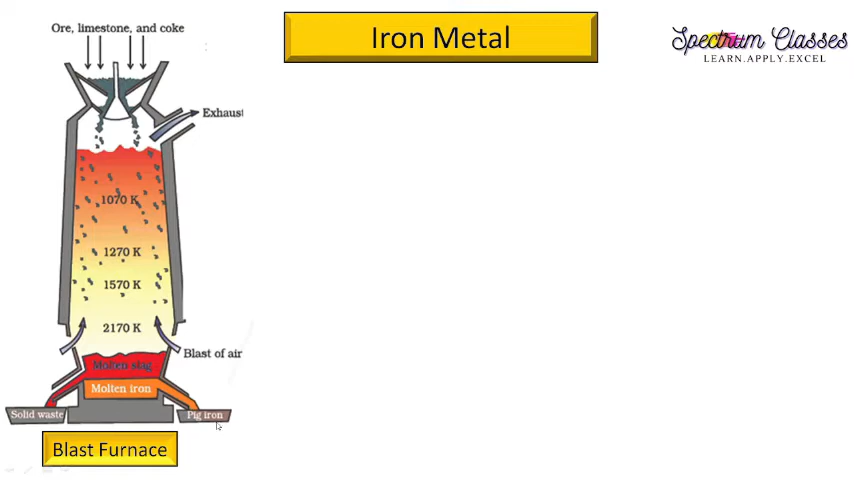 Iron Metal
Spectrum Classes
LEARN.APPLY.EXCEL
Ore, limestone, and coke
Exhaust
1070 K
1270 K
1570 K
2170 K
Blast of air
Molten slag
Molten iron
Solid waste
Pig iron
Blast Furnace